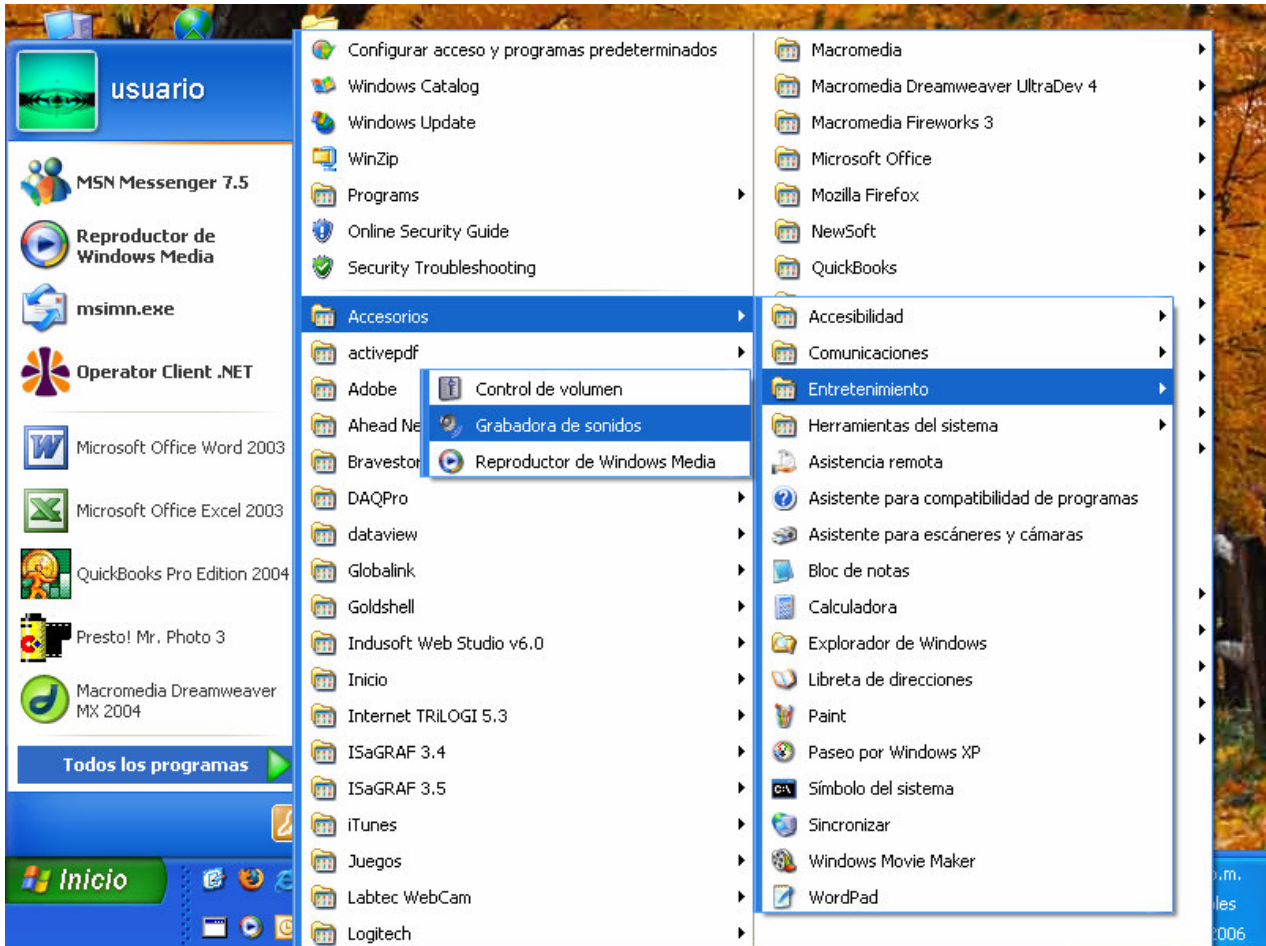 usuario
MSN Messenger 7.5
Reproductor de
Windows Media
msimn.exe
Operator Client .NET
Microsoft Office Word 2003
Microsoft Office Excel 2003
QuickBooks Pro Edition 2004
Presto! Mr. Photo 3
Macromedia Dreamweaver
MX 2004
Todos los programas
Inicio
Configurar acceso y programas predeterminados
Windows Catalog
Windows Update
WinZip
Programs
Online Security Guide
Security Troubleshooting
Accesorios
activepdf
Adobe
Ahead Ne
Bravestor
DAQPro
dataview
Globalink
Goldshell
Indusoft Web Studio v6.0
Inicio
Internet TRiLOGI 5.3
ISaGRAF 3.4
ISaGRAF 3.5
iTunes
Juegos
Labtec WebCam
Logitech
Control de volumen
Grabadora de sonidos
Reproductor de Windows Media
Macromedia
Macromedia Dreamweaver UltraDev 4
Macromedia Fireworks 3
Microsoft Office
Mozilla Firefox
NewSoft
QuickBooks
Accesibilidad
Comunicaciones
Entretenimiento
Herramientas del sistema
Asistencia remota
Asistente para compatibilidad de programas
Asistente para escáneres y cámaras
Bloc de notas
Calculadora
Explorador de Windows
Libreta de direcciones
Paint
Paseo por Windows XP
Símbolo del sistema
Sincronizar
Windows Movie Maker
WordPad
.m.
les
2006